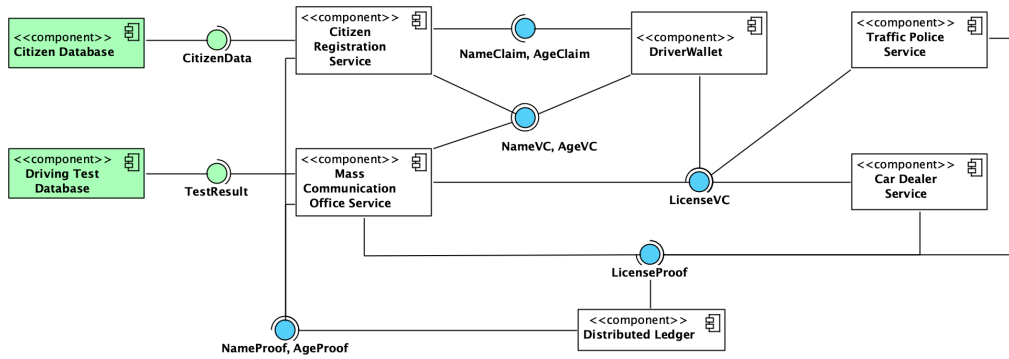 <<component>>
Citizen Database
CitizenData
<<component>>
Citizen
Registration
Service
NameClaim, AgeClaim
<<component>>
DriverWallet
<<component>>
Traffic Police
Service
NameVC, AgeVC
<<component>>
Driving Test
Database
TestResult
<<component>>
Mass
Communication
Office Service
LicenseVC
<<component>>
Car Dealer
Service
LicenseProof
<<component>>
Distributed Ledger
NameProof, AgeProof